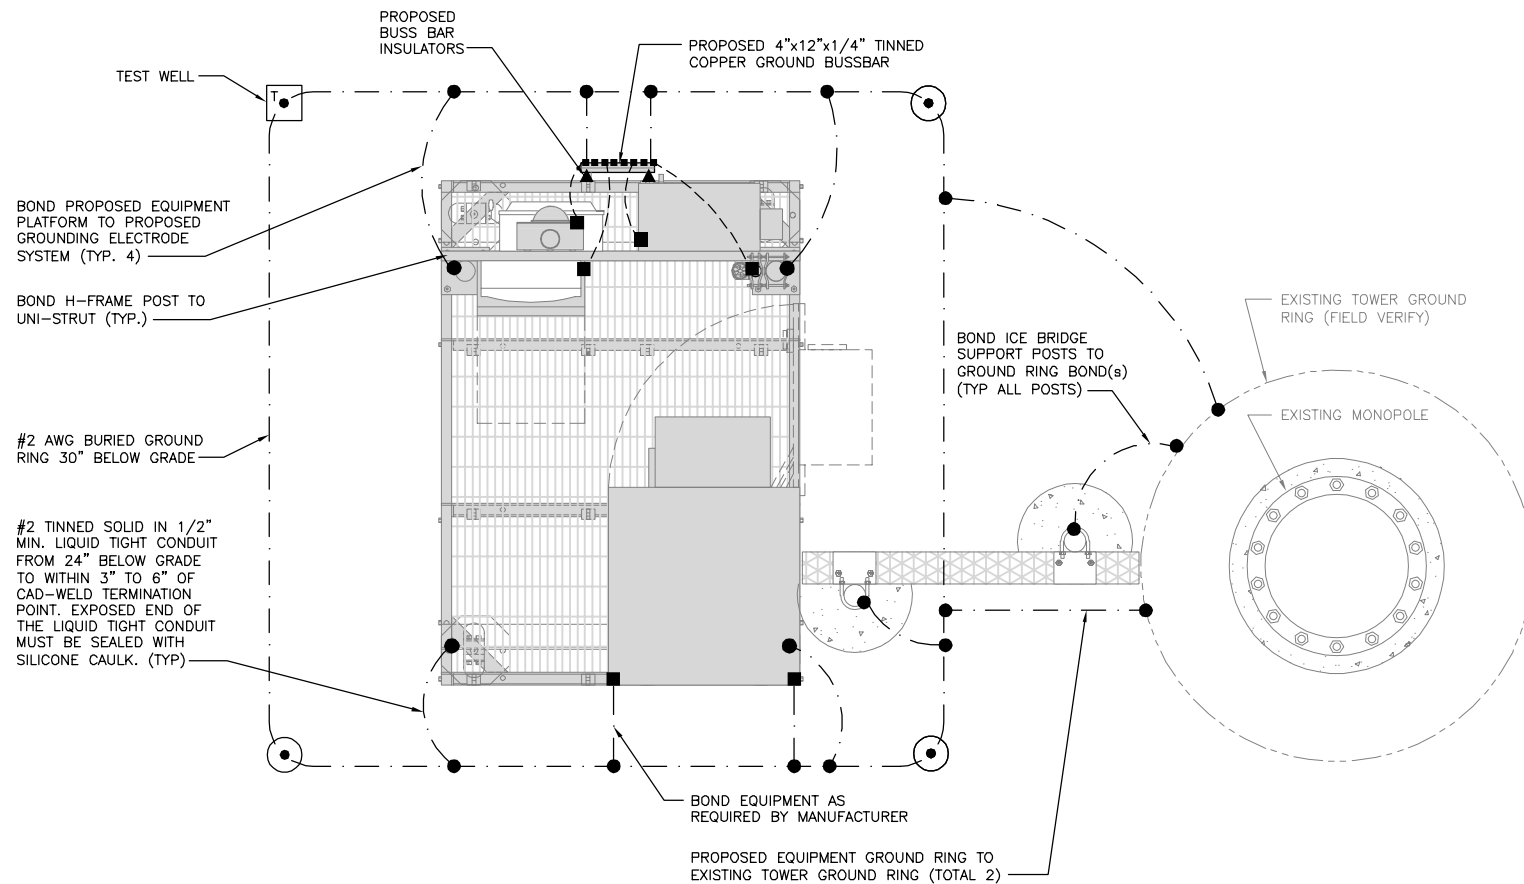 PROPOSED
BUSS BAR
INSULATORS
PROPOSED 4"x12"x1/4" TINNED
COPPER GROUND BUSSBAR
TEST WELL
T
BOND PROPOSED EQUIPMENT
PLATFORM TO PROPOSED
GROUNDING ELECTRODE
SYSTEM (TYP. 4)
BOND H-FRAME POST TO
UNI-STRUT (TYP.)
EXISTING TOWER GROUND
RING (FIELD VERIFY)
BOND ICE BRIDGE
SUPPORT POSTS TO
GROUND RING BOND(s)
(TYP ALL POSTS)
EXISTING MONOPOLE
#2 AWG BURIED GROUND
RING 30" BELOW GRADE
#2 TINNED SOLID IN 1/2"
MIN. LIQUID TIGHT CONDUIT
FROM 24" BELOW GRADE
TO WITHIN 3" TO 6" OF
CAD-WELD TERMINATION
POINT. EXPOSED END OF
THE LIQUID TIGHT CONDUIT
MUST BE SEALED WITH
SILICONE CAULK. (TYP)
BOND EQUIPMENT AS
REQUIRED BY MANUFACTURER
PROPOSED EQUIPMENT GROUND RING TO
EXISTING TOWER GROUND RING (TOTAL 2)